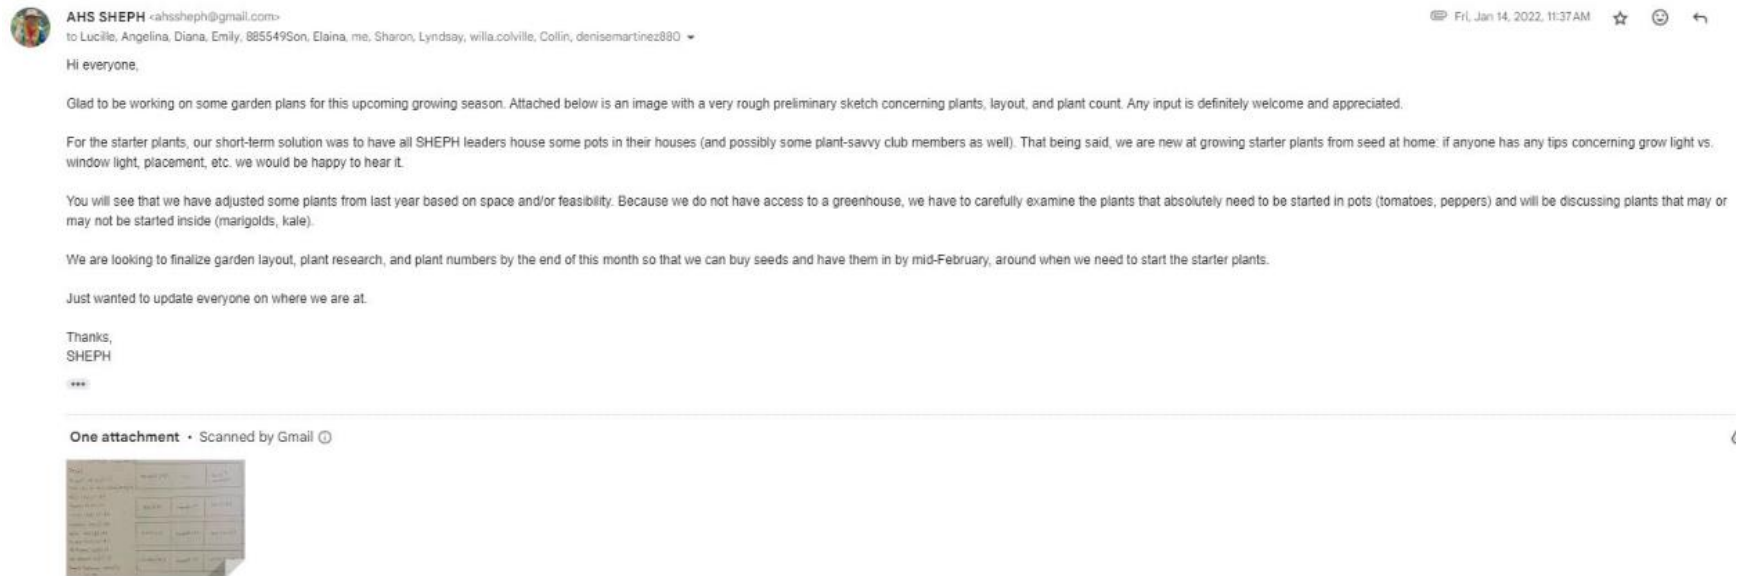 AHS SHEPH <ahssheph@gmail.com>
Fri, Jan 14, 2022, 11:37 AM
to Lucille, Angelina, Diana, Emily, 885549Son, Elaina, me, Sharon, Lyndsay, willa.colville, Collin, denisemartinez880
Hi everyone,
Glad to be working on some garden plans for this upcoming growing season. Attached below is an image with a very rough preliminary sketch concerning plants, layout, and plant count. Any input is definitely welcome and appreciated.
For the starter plants, our short-term solution was to have all SHEPH leaders house some pots in their houses (and possibly some plant-savvy club members as well). That being said, we are new at growing starter plants from seed at home: if anyone has any tips concerning grow light vs.
window light, placement, etc. we would be happy to hear it.
You will see that we have adjusted some plants from last year based on space and/or feasibility. Because we do not have access to a greenhouse, we have to carefully examine the plants that absolutely need to be started in pots (tomatoes, peppers) and will be discussing plants that may or
may not be started inside (marigolds, kale).
We are looking to finalize garden layout, plant research, and plant numbers by the end of this month so that we can buy seeds and have them in by mid-February, around when we need to start the starter plants.
Just wanted to update everyone on where we are at.
Thanks,
SHEPH
One attachment • Scanned by Gmail